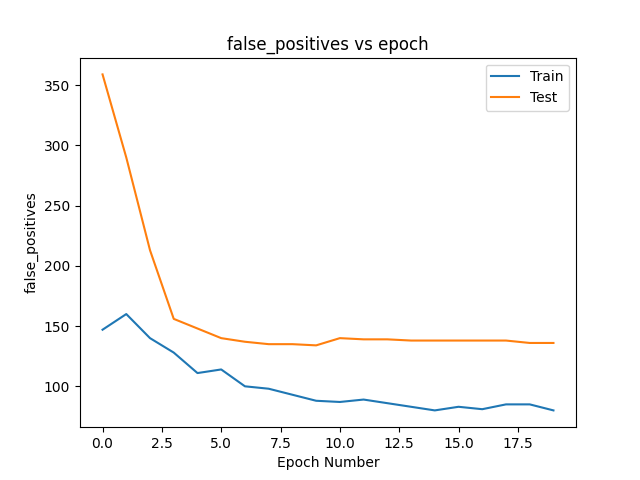 false_positives vs epoch
Train
Test
false_positives
350
300
250
200
150
100
0.0 2.5 5.0 7.5 10.0 12.5 15.0 17.5
Epoch Number